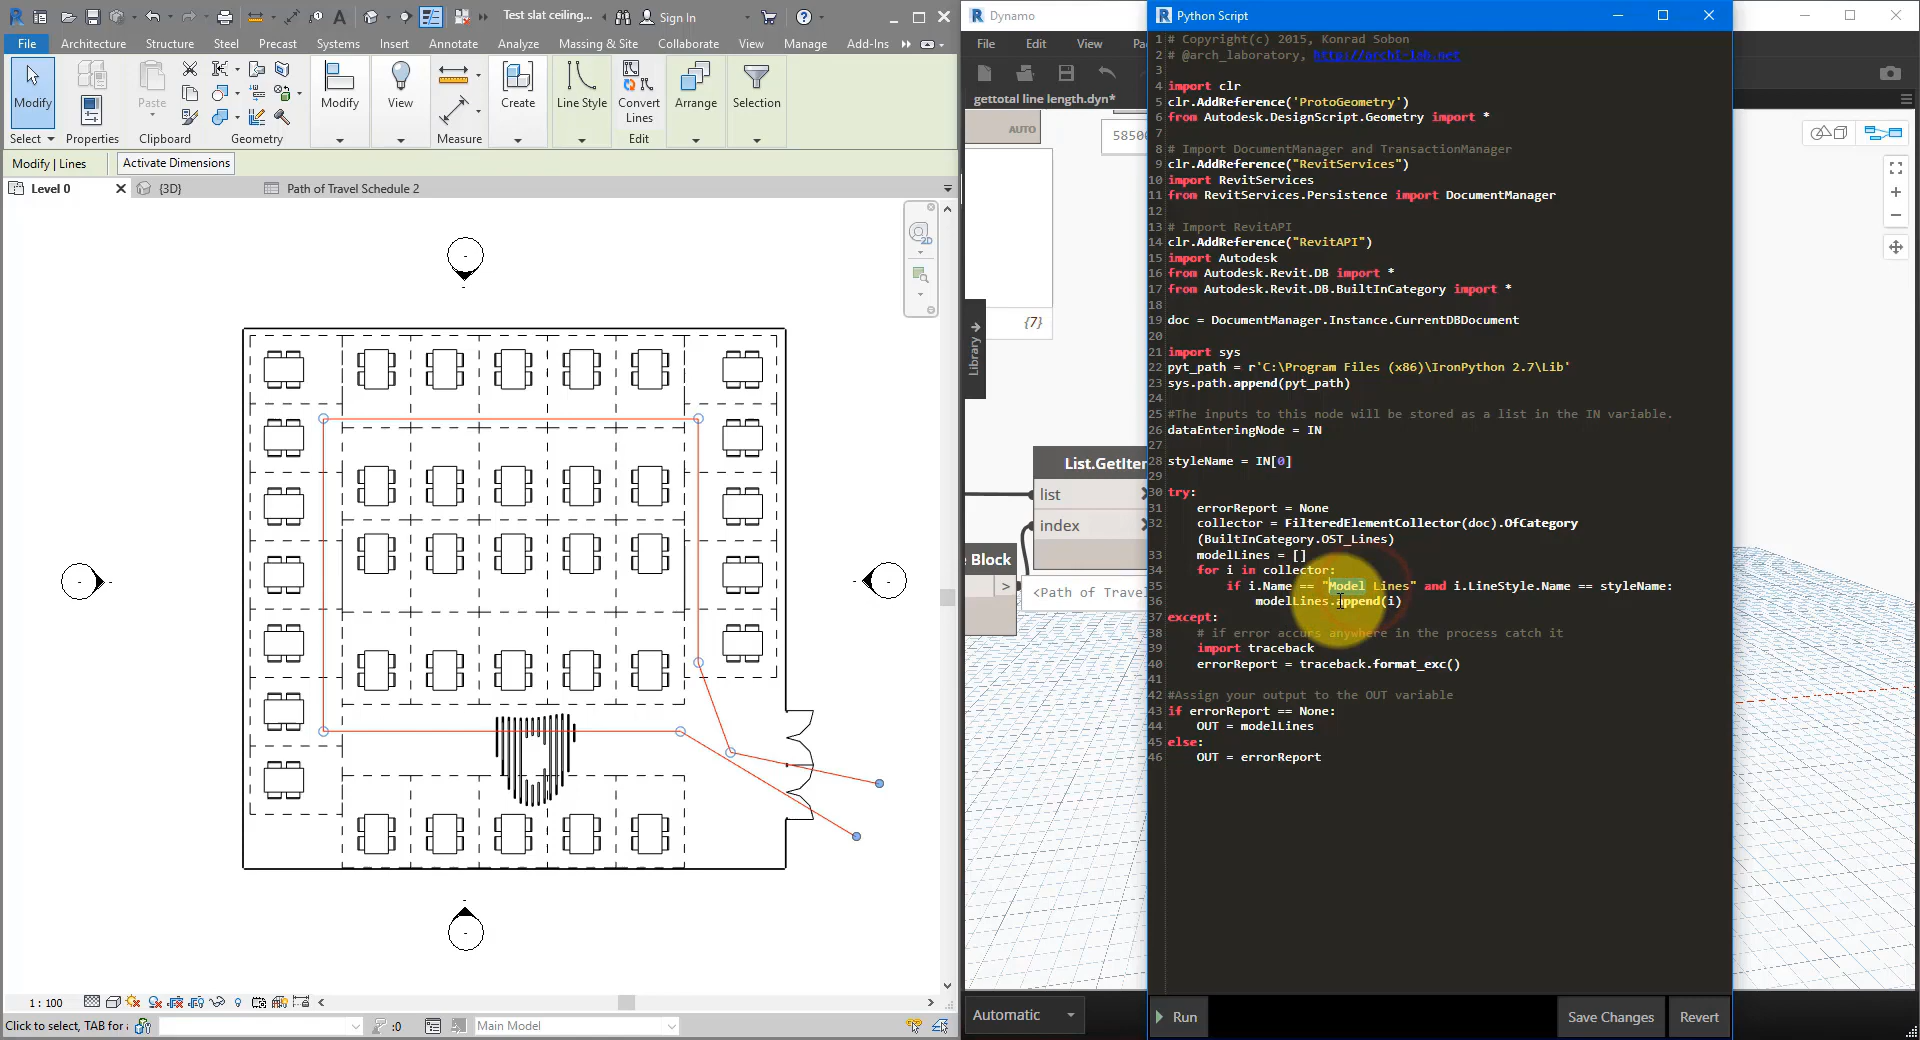 Test slat ceiling...
Sign In
File
Architecture
Structure
Steel
Precast
Systems
Insert
Annotate
Analyze
Massing & Site
Collaborate
View
Manage
Add-Ins
Modify
Paste
Modify
View
Create
Line Style
Convert
Lines
Arrange
Selection
Select
Properties
Clipboard
Geometry
Measure
Edit
Modify | Lines
Activate Dimensions
Level 0
{3D}
Path of Travel Schedule 2
2D
1 : 100
Click to select, TAB for
:0
Main Model
Dynamo
File
Edit
View
gettotal line length.dyn*
AUTO
{7}
Library
List.GetIte
list
index
Block
>
<Path of Travel
Automatic
Python Script
1 # Copyright(c) 2015, Konrad Sobon
2 # @arch_laboratory, http://archi-lab.net
3
4 import clr
5 clr.AddReference('ProtoGeometry')
6 from Autodesk.DesignScript.Geometry import *
7
8 # Import DocumentManager and TransactionManager
9 clr.AddReference("RevitServices")
10 import RevitServices
11 from RevitServices.Persistence import DocumentManager
12
13 # Import RevitAPI
14 clr.AddReference("RevitAPI")
15 import Autodesk
16 from Autodesk.Revit.DB import *
17 from Autodesk.Revit.DB.BuiltInCategory import *
18
19 doc = DocumentManager.Instance.CurrentDBDocument
20
21 import sys
22 pyt_path = r'C:\Program Files (x86)\IronPython 2.7\Lib'
23 sys.path.append(pyt_path)
24
25 #The inputs to this node will be stored as a list in the IN variable.
26 dataEnteringNode = IN
27
28 styleName = IN[0]
29
30 try:
31 errorReport = None
32 collector = FilteredElementCollector(doc).OfCategory
(BuiltInCategory.OST_Lines)
33 modelLines = []
34 for i in collector:
35 if i.Name == "Model Lines" and i.LineStyle.Name == styleName:
36 modelLines.append(i)
37 except:
38 # if error accurs anywhere in the process catch it
39 import traceback
40 errorReport = traceback.format_exc()
41
42 #Assign your output to the OUT variable
43 if errorReport == None:
44 OUT = modelLines
45 else:
46 OUT = errorReport
Run
Save Changes
Revert